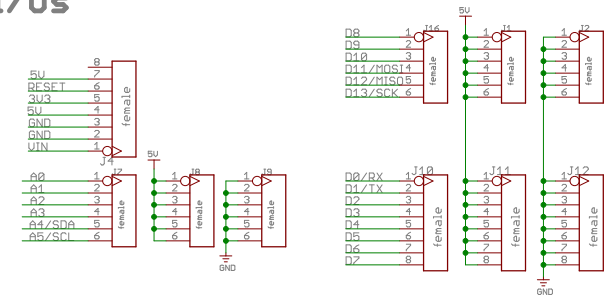 I/Os
5V
D8 1 J16
D9 2
D10 3
D11/MOSI 4
D12/MISO 5
D13/SCK 6
female
1 J1
2
3
4
5
6
female
1 J2
2
3
4
5
6
female
8
5V 7
RESET 6
3V3 5
5V 4
GND 3
GND 2
VIN 1
J4
female
A0 1 J7
A1 2
A2 3
A3 4
A4/SDA 5
A5/SCL 6
female
5V
1 J8
2
3
4
5
6
female
1 J9
2
3
4
5
6
female
GND
D0/RX 1 J10
D1/TX 2
D2 3
D3 4
D4 5
D5 6
D6 7
D7 8
female
1 J11
2
3
4
5
6
7
8
female
1 J12
2
3
4
5
6
7
8
female
GND